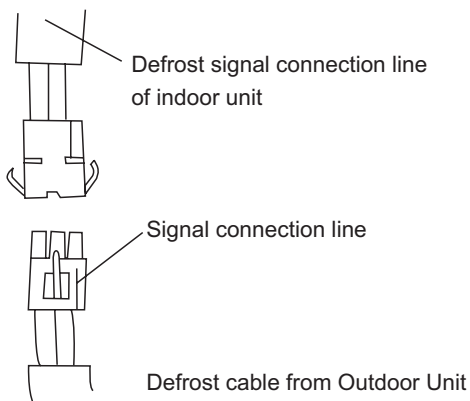 Defrost signal connection line
of indoor unit
Signal connection line
Defrost cable from Outdoor Unit